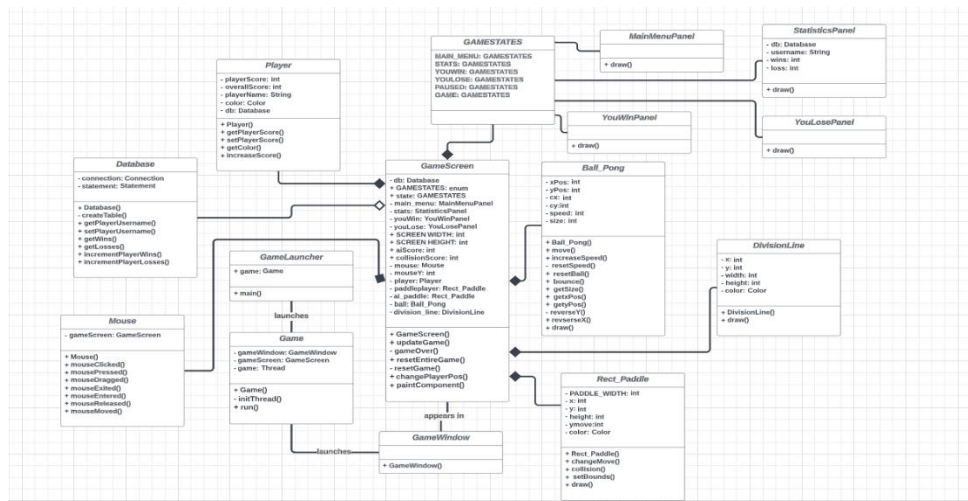 GAMESTATES
MAIN_MENU: GAMESTATES
STATS: GAMESTATES
YOUWIN: GAMESTATES
YOULOSE: GAMESTATES
PAUSED: GAMESTATES
GAME: GAMESTATES
MainMenuPanel
+ draw()
StatisticsPanel
- db: Database
- username: String
- wins: int
- loss: int
+ draw()
YouWinPanel
+ draw()
YouLosePanel
+ draw()
Player
- playerScore: int
- overallScore: int
- playerName: String
- color: Color
- db: Database
+ Player()
+ getPlayerScore()
+ setPlayerScore()
+ getColor()
+ increaseScore()
Database
- connection: Connection
- statement: Statement
+ Database()
- createTable()
+ getPlayerUsername()
+ setPlayerUsername()
+ getWins()
+ getLosses()
+ incrementPlayerWins()
+ incrementPlayerLosses()
GameScreen
- db: Database
+ GAMESTATES: enum
+ state: GAMESTATES
- main_menu: MainMenuPanel
- stats: StatisticsPanel
- youWin: YouWinPanel
- youLose: YouLosePanel
+ SCREEN WIDTH: int
+ SCREEN HEIGHT: int
+ aiScore: int
+ collisionScore: int
- mouse: Mouse
- mouseY: int
- player: Player
- paddleplayer: Rect_Paddle
- ai_paddle: Rect_Paddle
- ball: Ball_Pong
- division_line: DivisionLine
+ GameScreen()
+ updateGame()
- gameOver()
+ resetEntireGame()
- resetGame()
+ changePlayerPos()
+ paintComponent()
Ball_Pong
- xPos: int
- yPos: int
- cx: int
- cy:int
- speed: int
- size: int
+ Ball_Pong()
+ move()
+ increaseSpeed()
- resetSpeed()
+ resetBall()
+ bounce()
+ getSize()
+ getxPos()
+ getyPos()
- reverseY()
+ revserseX()
+ draw()
DivisionLine
- x: int
- y: int
- width: int
- height: int
- color: Color
+ DivisionLine()
+ draw()
GameLauncher
+ game: Game
+ main()
launches
Mouse
- gameScreen: GameScreen
+ Mouse()
+ mouseClicked()
+ mousePressed()
+ mouseDragged()
+ mouseExited()
+ mouseEntered()
+ mouseReleased()
+ mouseMoved()
Game
- gameWindow: GameWindow
- gameScreen: GameScreen
- game: Thread
+ Game()
- initThread()
+ run()
launches
appears in
GameWindow
+ GameWindow()
Rect_Paddle
- PADDLE_WIDTH: int
- x: int
- y: int
- height: int
- ymove:int
- color: Color
+ Rect_Paddle()
+ changeMove()
+ collision()
+ setBounds()
+ draw()